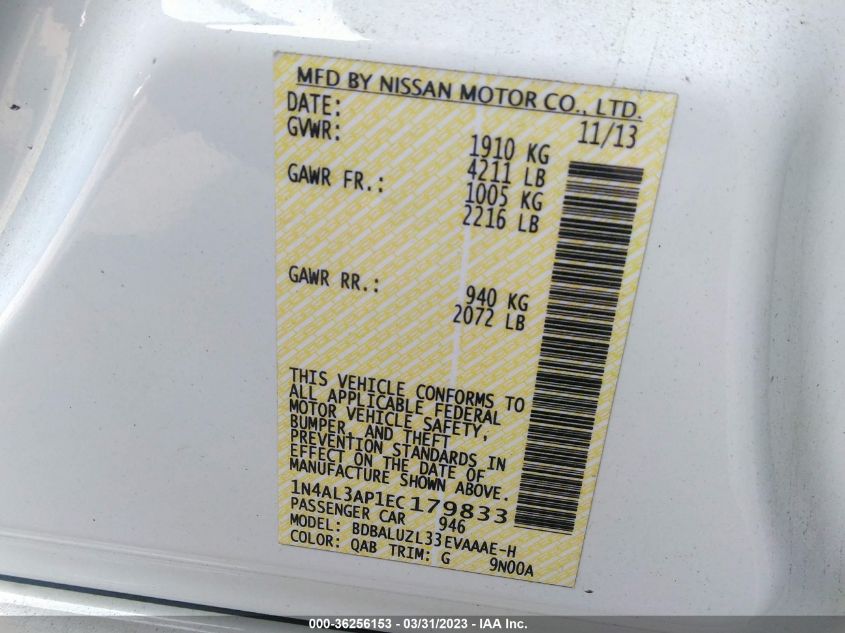 MFD BY NISSAN MOTOR CO., LTD.
DATE: 11/13
GVWR: 1910 KG
4211 LB
GAWR FR.: 1005 KG
2216 LB
GAWR RR.: 940 KG
2072 LB
THIS VEHICLE CONFORMS TO
ALL APPLICABLE FEDERAL
MOTOR VEHICLE SAFETY,
BUMPER, AND THEFT
PREVENTION STANDARDS IN
EFFECT ON THE DATE OF
MANUFACTURE SHOWN ABOVE.
1N4AL3AP1EC179833
PASSENGER CAR 946
MODEL: BDBALUZL33EVAAAE-H
COLOR: QAB TRIM: G 9N00A
000-36256153 — 03/31/2023 — IAA Inc.